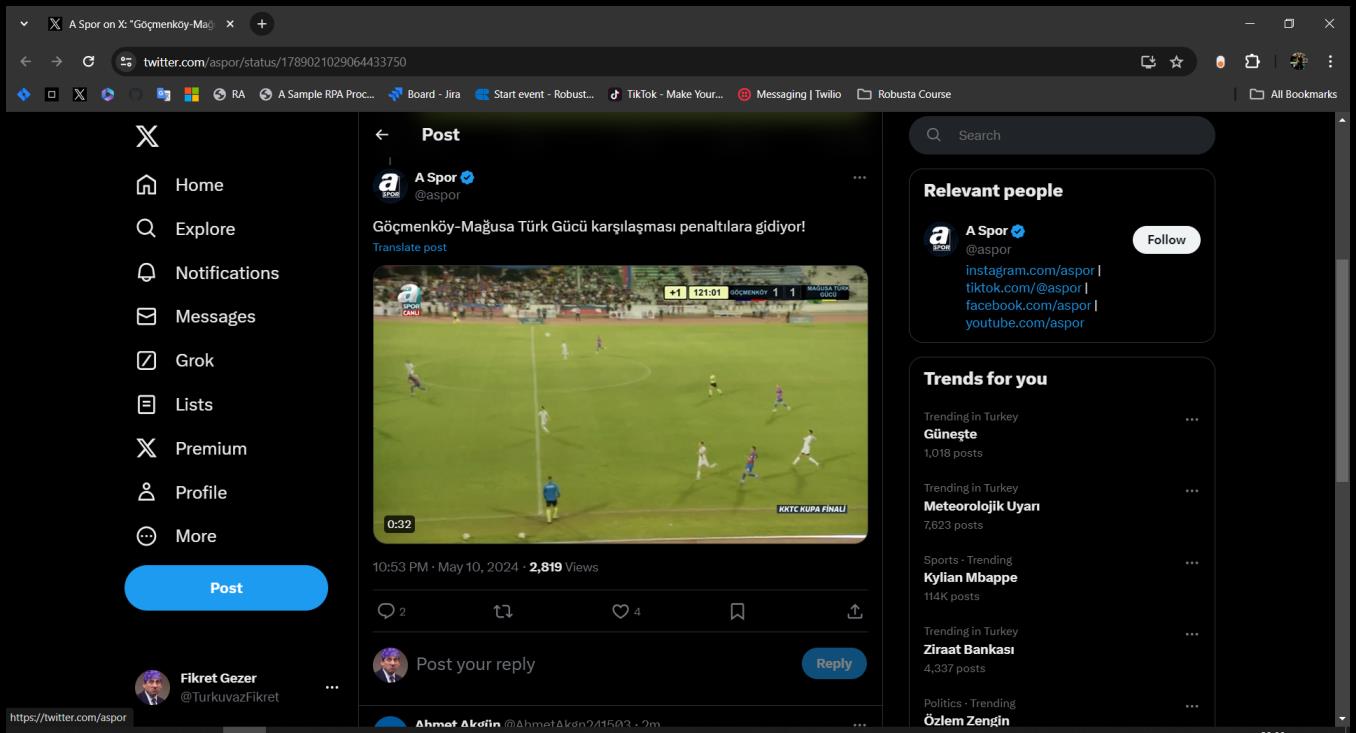 A Spor on X: "Göçmenköy-Mağ
twitter.com/aspor/status/1789021029064433750
RA
A Sample RPA Proc...
Board - Jira
Start event - Robust...
TikTok - Make Your...
Messaging | Twilio
Robusta Course
All Bookmarks
Home
Explore
Notifications
Messages
Grok
Lists
Premium
Profile
More
Post
Fikret Gezer
@TurkuvazFikret
https://twitter.com/aspor
Post
A Spor
@aspor
Göçmenköy-Mağusa Türk Gücü karşılaşması penaltılara gidiyor!
Translate post
a
SPOR
CANLI
+1 121:01 GÖÇMENKÖY 1 1 MAĞUSA TÜRK GÜCÜ
KKTC KUPA FİNALİ
0:32
10:53 PM · May 10, 2024 · 2,819 Views
2
4
Post your reply
Reply
Ahmet Akgün @AhmetAkgn241503 · 2m
Search
Relevant people
A Spor
@aspor
Follow
instagram.com/aspor |
tiktok.com/@aspor |
facebook.com/aspor |
youtube.com/aspor
Trends for you
Trending in Turkey
Güneşte
1,018 posts
Trending in Turkey
Meteorolojik Uyarı
7,623 posts
Sports · Trending
Kylian Mbappe
114K posts
Trending in Turkey
Ziraat Bankası
4,337 posts
Politics · Trending
Özlem Zengin